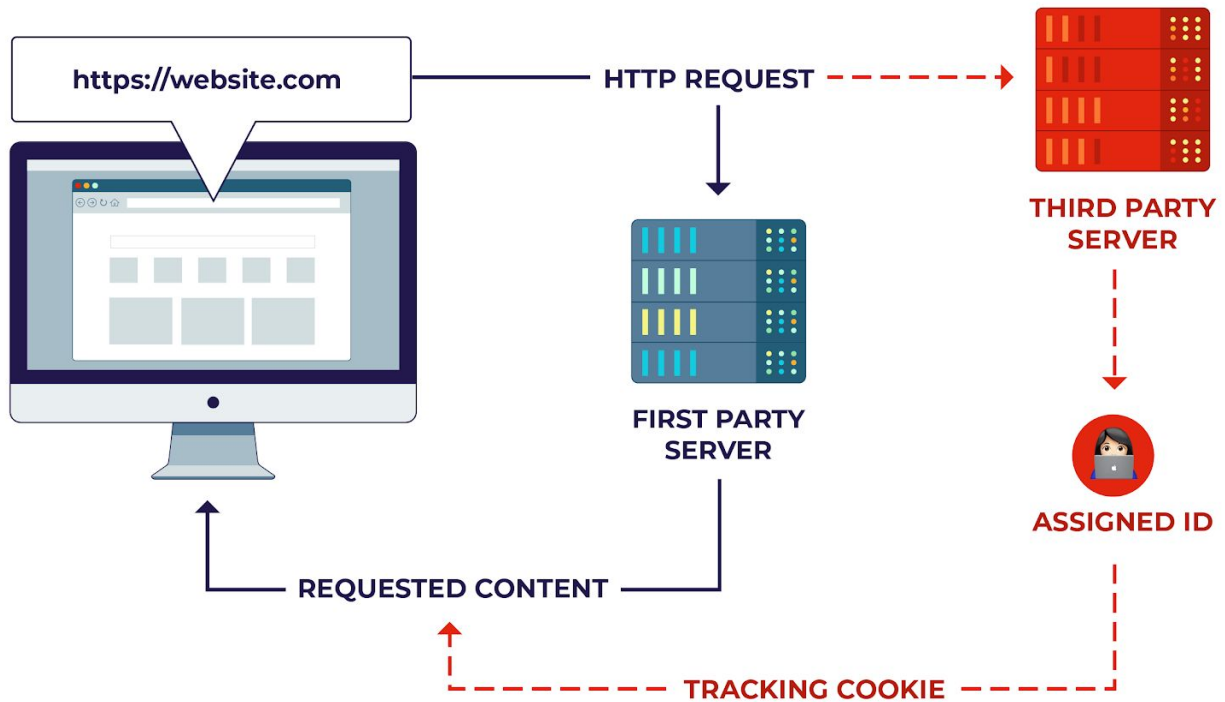 https://website.com
HTTP REQUEST
THIRD PARTY
SERVER
FIRST PARTY
SERVER
ASSIGNED ID
REQUESTED CONTENT
TRACKING COOKIE